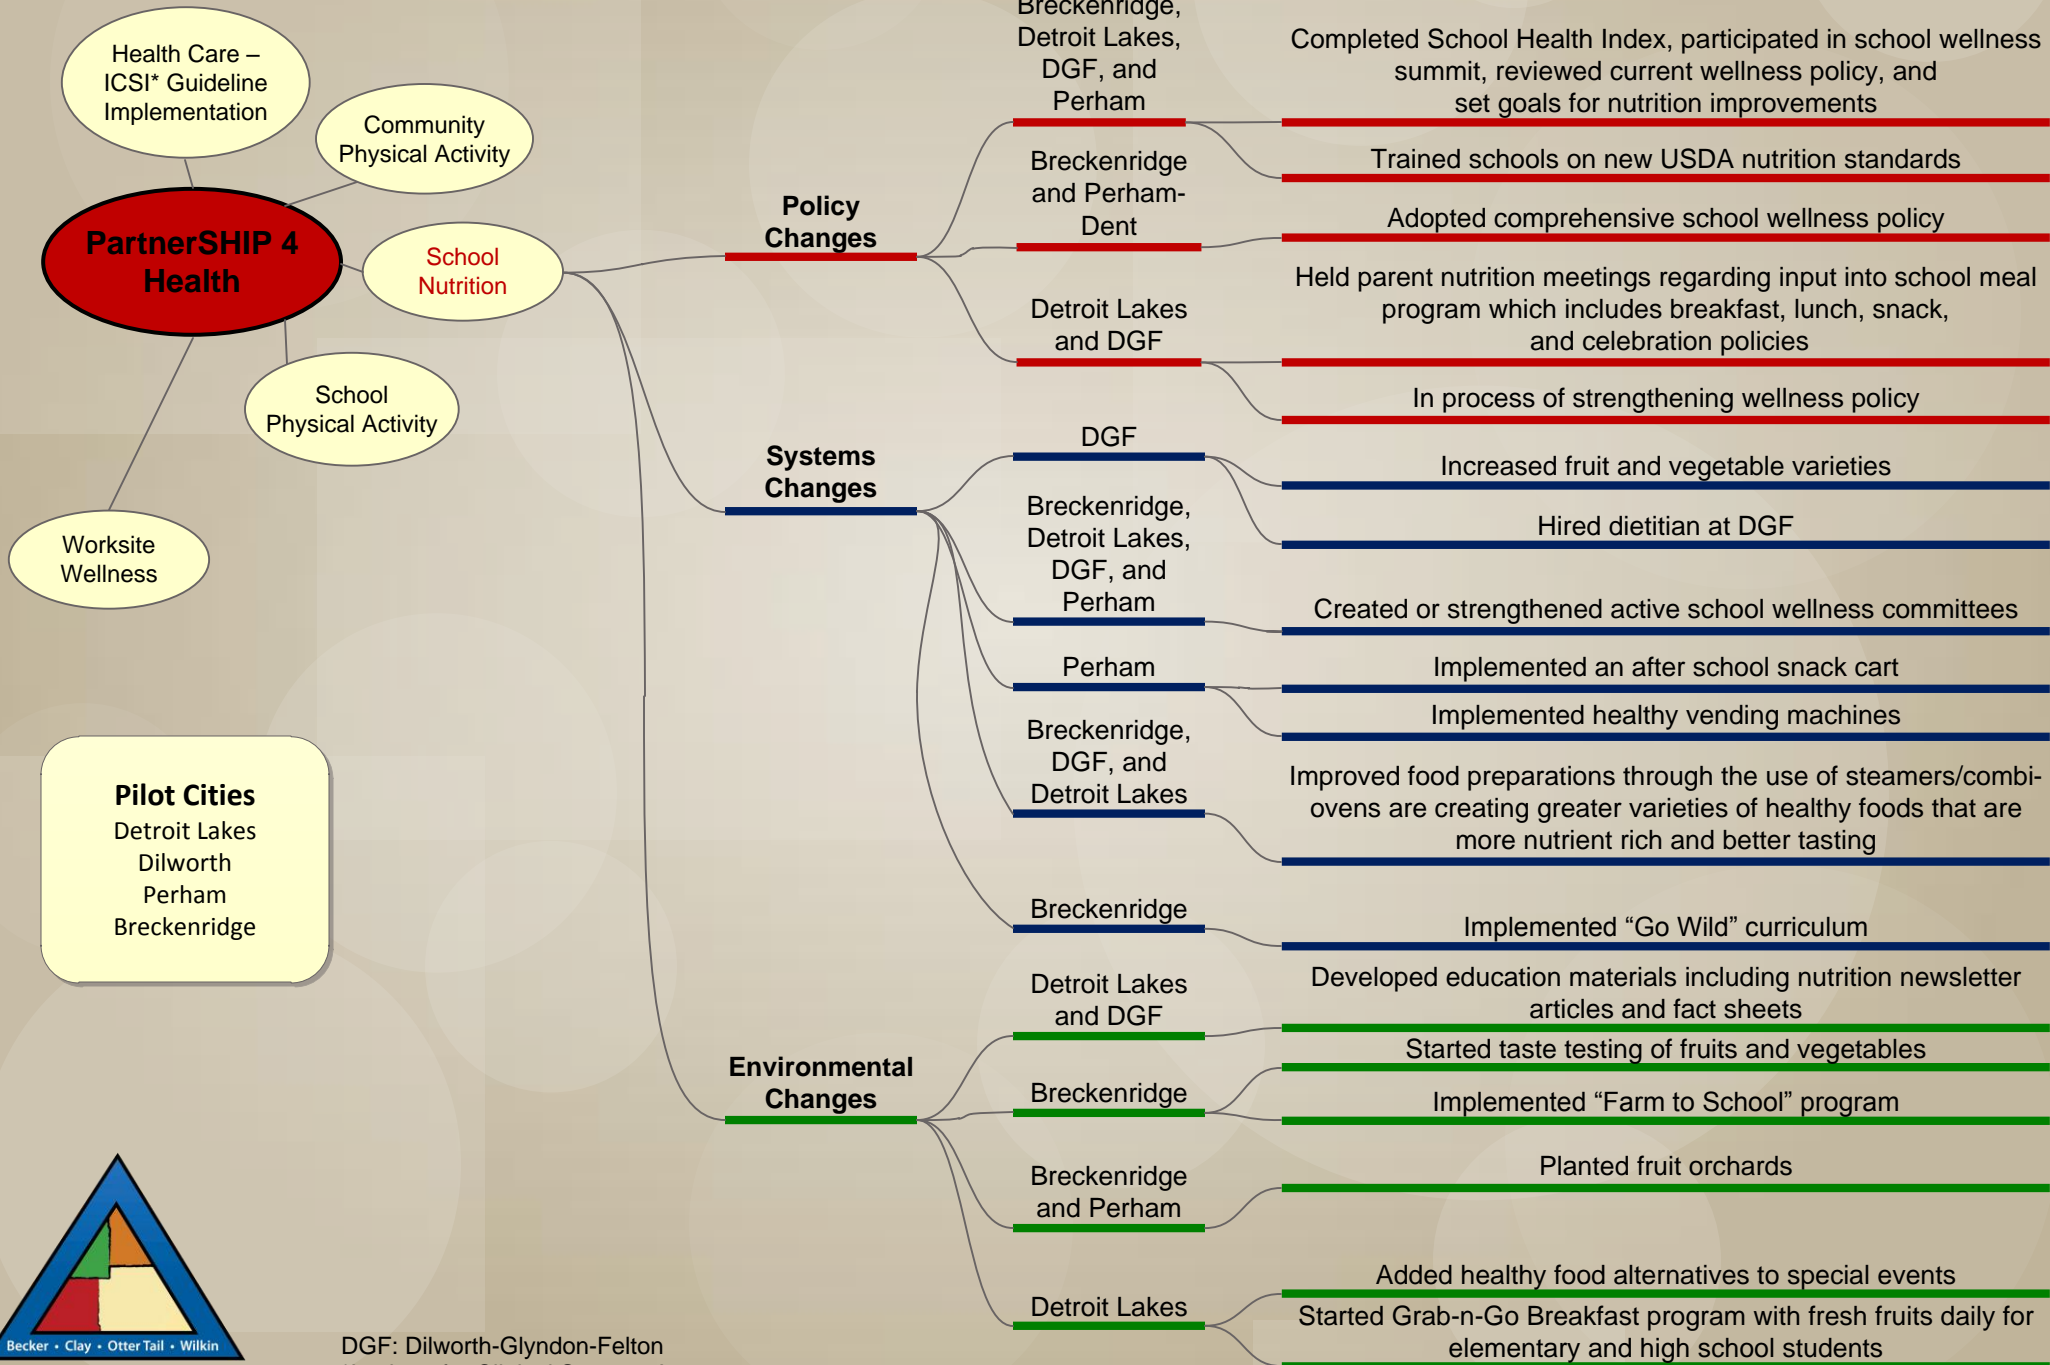 Health Care –
ICSI* Guideline
Implementation
Community
Physical Activity
PartnerSHIP 4
Health
School
Nutrition
School
Physical Activity
Worksite
Wellness
Pilot Cities
Detroit Lakes
Dilworth
Perham
Breckenridge
Becker • Clay • Otter Tail • Wilkin
DGF: Dilworth-Glyndon-Felton
Policy
Changes
Breckenridge,
Detroit Lakes,
DGF, and
Perham
Completed School Health Index, participated in school wellness
summit, reviewed current wellness policy, and
set goals for nutrition improvements
Trained schools on new USDA nutrition standards
Breckenridge
and Perham-
Dent
Adopted comprehensive school wellness policy
Detroit Lakes
and DGF
Held parent nutrition meetings regarding input into school meal
program which includes breakfast, lunch, snack,
and celebration policies
In process of strengthening wellness policy
Systems
Changes
DGF
Increased fruit and vegetable varieties
Hired dietitian at DGF
Breckenridge,
Detroit Lakes,
DGF, and
Perham
Created or strengthened active school wellness committees
Perham
Implemented an after school snack cart
Implemented healthy vending machines
Breckenridge,
DGF, and
Detroit Lakes
Improved food preparations through the use of steamers/combi-
ovens are creating greater varieties of healthy foods that are
more nutrient rich and better tasting
Breckenridge
Implemented “Go Wild” curriculum
Environmental
Changes
Detroit Lakes
and DGF
Developed education materials including nutrition newsletter
articles and fact sheets
Breckenridge
Started taste testing of fruits and vegetables
Implemented “Farm to School” program
Breckenridge
and Perham
Planted fruit orchards
Detroit Lakes
Added healthy food alternatives to special events
Started Grab-n-Go Breakfast program with fresh fruits daily for
elementary and high school students